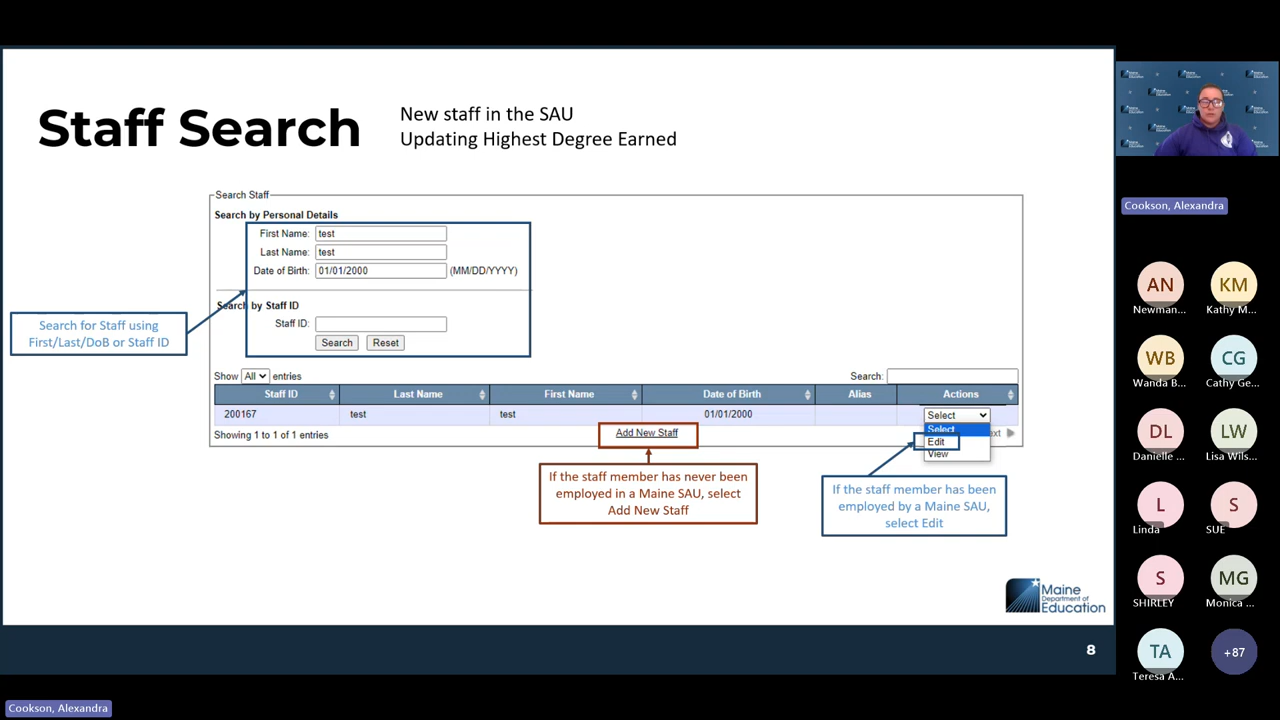 Staff Search
New staff in the SAU
Updating Highest Degree Earned
Search Staff
Search by Personal Details
First Name: test
Last Name: test
Date of Birth: 01/01/2000 (MM/DD/YYYY)
Search by Staff ID
Staff ID:
Search Reset
Search for Staff using
First/Last/DoB or Staff ID
Show All entries
Search:
Staff ID Last Name First Name Date of Birth Alias Actions
200167 test test 01/01/2000 Select
Select
Edit
View
Showing 1 to 1 of 1 entries
Add New Staff
If the staff member has never been
employed in a Maine SAU, select
Add New Staff
If the staff member has been
employed by a Maine SAU,
select Edit
Maine
Department of
Education
8
Cookson, Alexandra
AN KM
Newman... Kathy M...
WB CG
Wanda B... Cathy Ge...
DL LW
Danielle ... Lisa Wils...
L S
Linda SUE
S MG
SHIRLEY Monica ...
TA +87
Teresa A...
Cookson, Alexandra